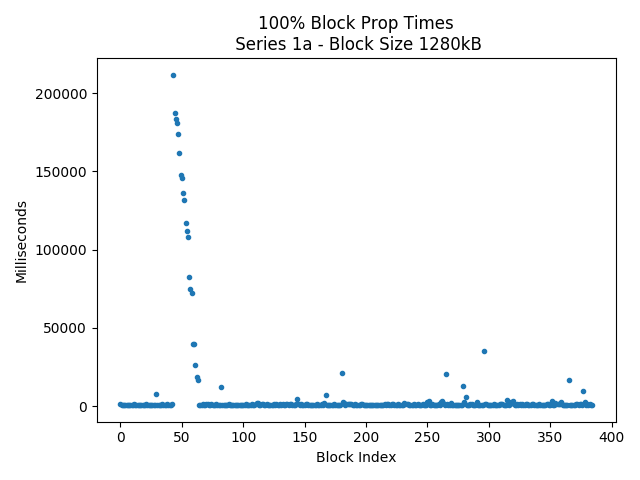 100% Block Prop Times
Series 1a - Block Size 1280kB
200000
150000
100000
50000
0
Milliseconds
0 50 100 150 200 250 300 350 400
Block Index